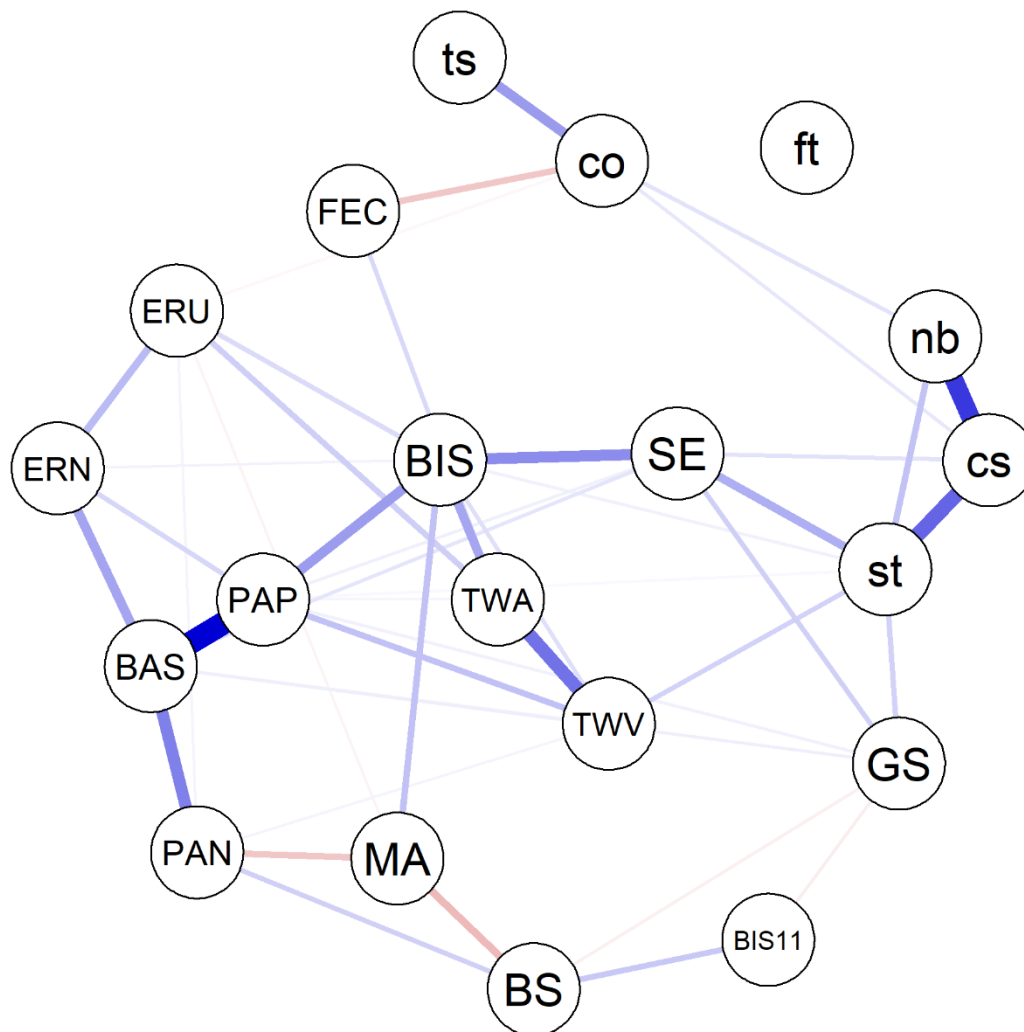 ts
co
ft
FEC
ERU
nb
BIS
SE
cs
ERN
st
PAP
TWA
BAS
TWV
GS
PAN
MA
BIS11
BS